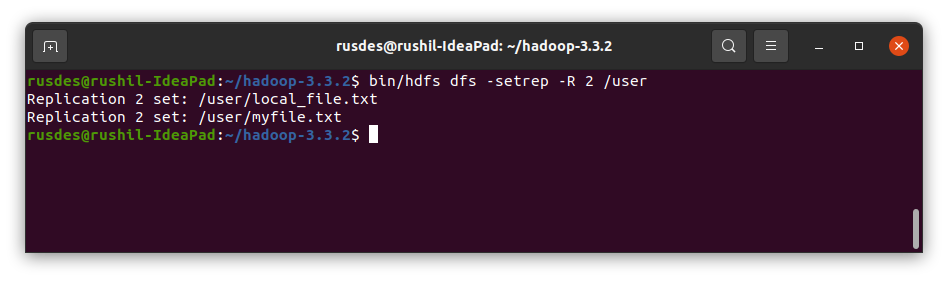 rusdes@rushil-IdeaPad: ~/hadoop-3.3.2
rusdes@rushil-IdeaPad:~/hadoop-3.3.2$ bin/hdfs dfs -setrep -R 2 /user
Replication 2 set: /user/local_file.txt
Replication 2 set: /user/myfile.txt
rusdes@rushil-IdeaPad:~/hadoop-3.3.2$